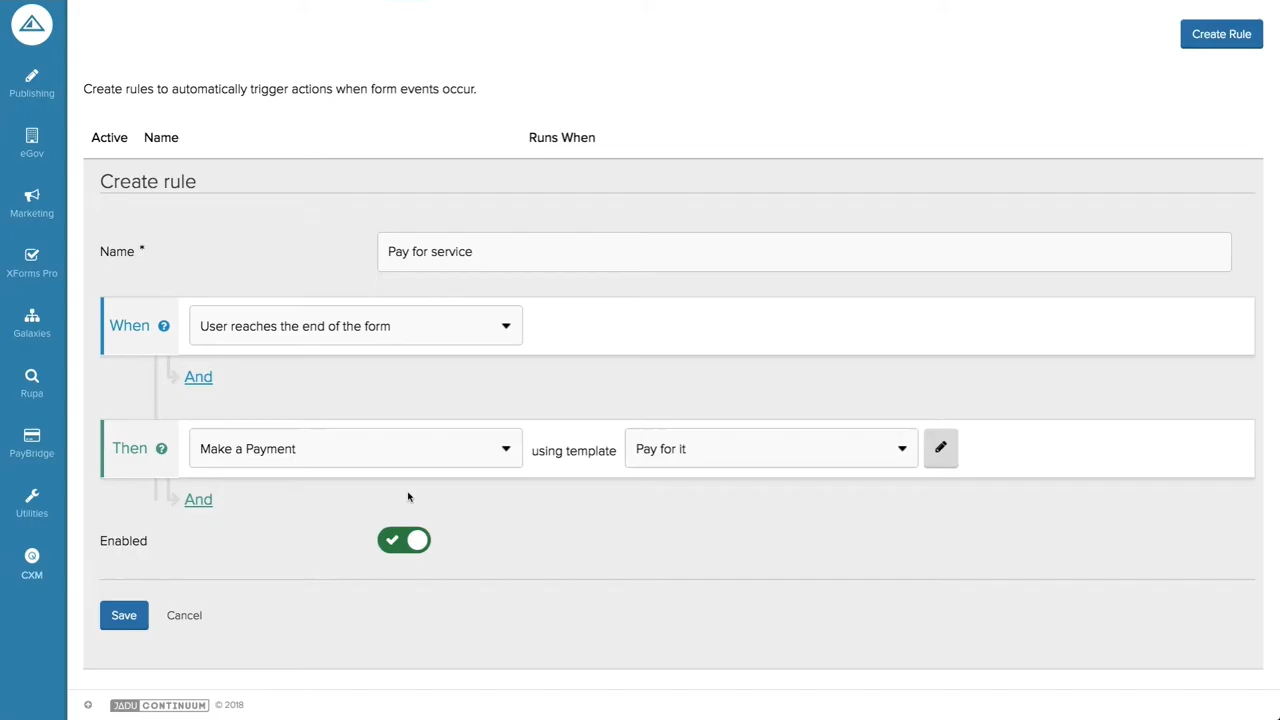 Create Rule
Publishing
eGov
Marketing
XForms Pro
Galaxies
Rupa
PayBridge
Utilities
CXM
Create rules to automatically trigger actions when form events occur.
Active Name Runs When
Create rule
Name * Pay for service
When ? User reaches the end of the form
And
Then ? Make a Payment using template Pay for it
And
Enabled
Save Cancel
JADU CONTINUUM © 2018